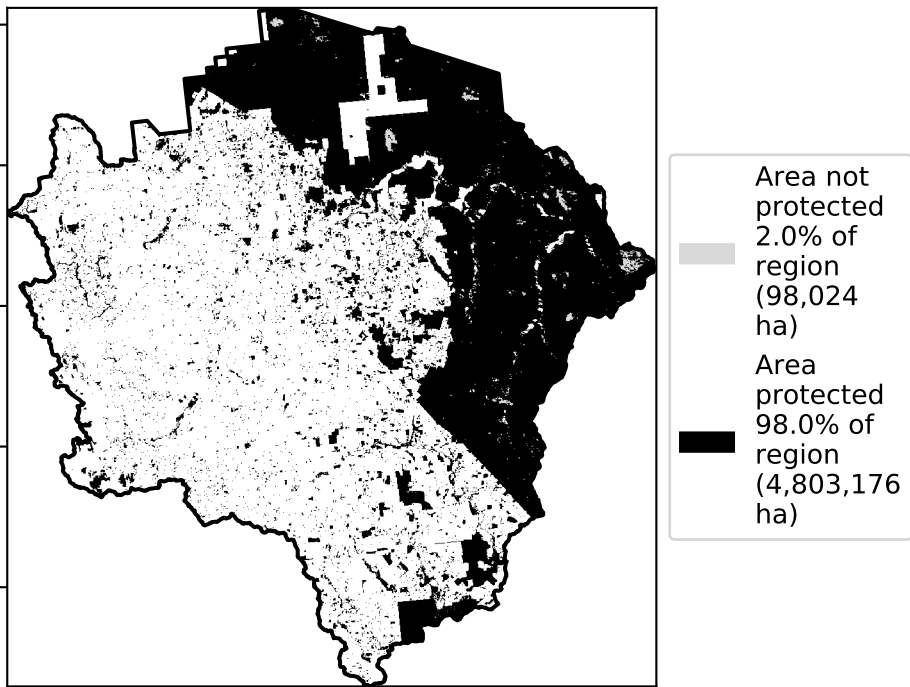 Area not
protected
2.0% of
region
(98,024
ha)
Area
protected
98.0% of
region
(4,803,176
ha)